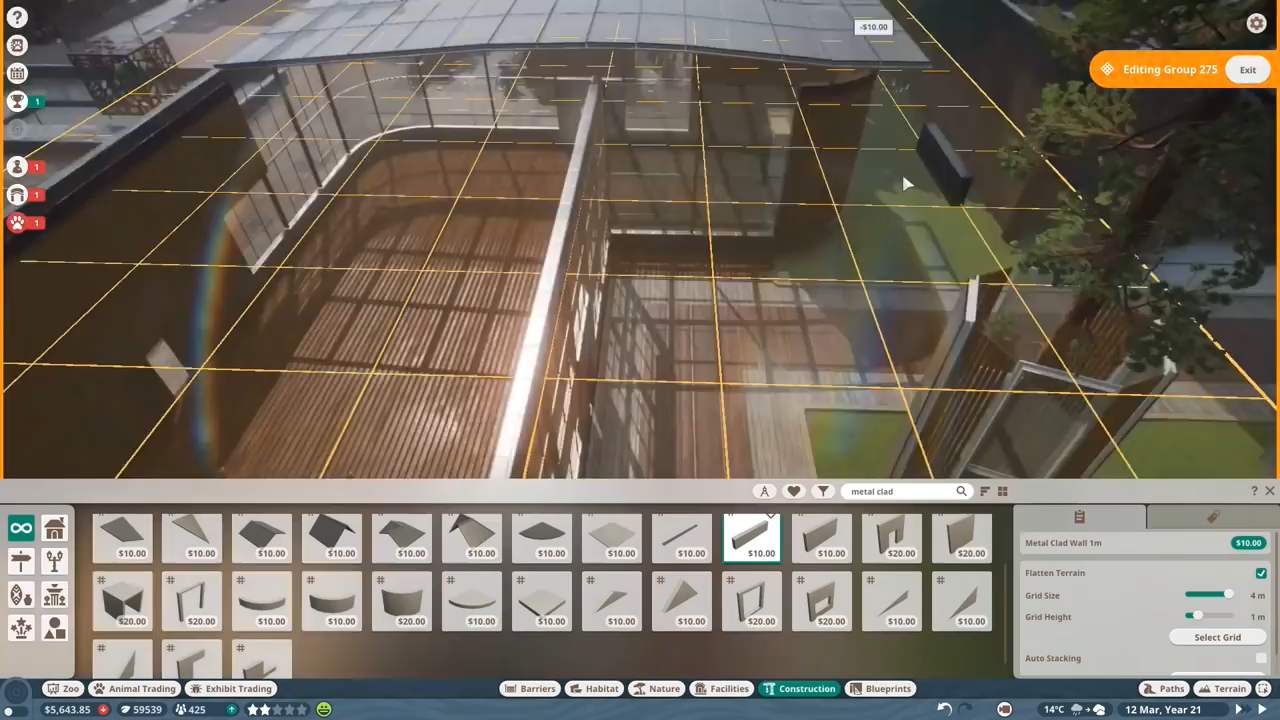 -$10.00
Editing Group 275
Exit
1
1
1
1
metal clad
? ×
$10.00 $10.00 $10.00 $10.00 $10.00 $10.00 $10.00 $10.00 $10.00 $10.00 $10.00 $20.00 $20.00
Metal Clad Wall 1m $10.00
Flatten Terrain
Grid Size 4 m
$20.00 $20.00 $10.00 $10.00 $10.00 $10.00 $10.00 $10.00 $10.00 $20.00 $20.00 $10.00 $10.00
Grid Height 1 m
Select Grid
Auto Stacking
Zoo Animal Trading Exhibit Trading Barriers Habitat Nature Facilities Construction Blueprints Paths Terrain
$5,643.85 59539 425 14°C 12 Mar, Year 21